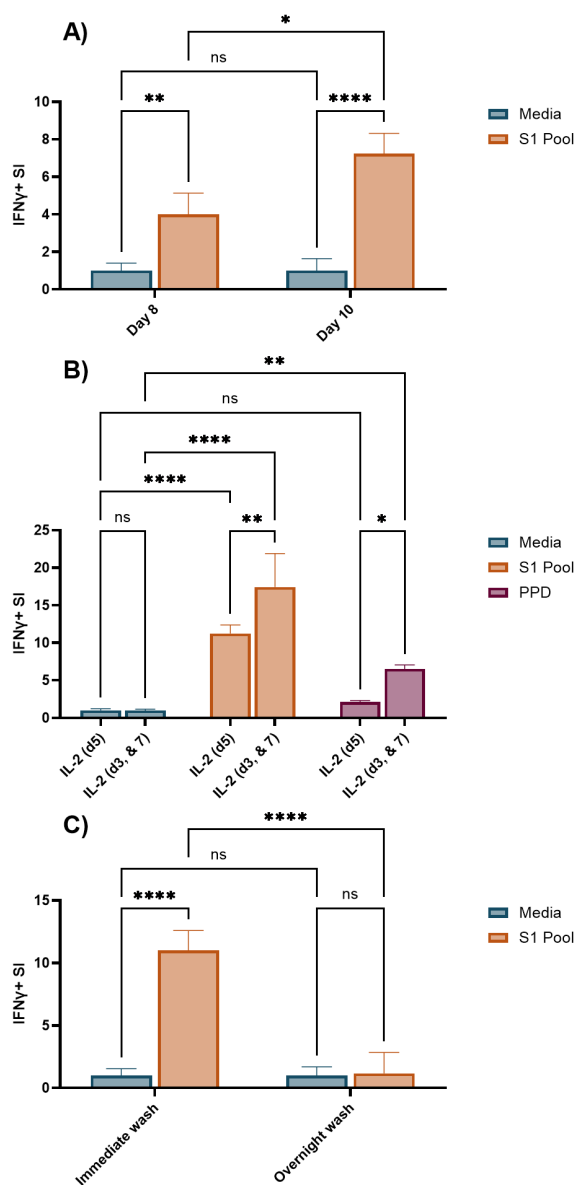 A)
*
ns
**
****
10
8
6
4
2
0
IFNγ+ SI
Day 8
Day 10
Media
S1 Pool
B)
**
ns
****
****
ns
**
*
25
20
15
10
5
0
IFNγ+ SI
IL-2 (d5)
IL-2 (d3, & 7)
IL-2 (d5)
IL-2 (d3, & 7)
IL-2 (d5)
IL-2 (d3, & 7)
Media
S1 Pool
PPD
C)
****
ns
****
ns
15
10
5
0
IFNγ+ SI
Immediate wash
Overnight wash
Media
S1 Pool